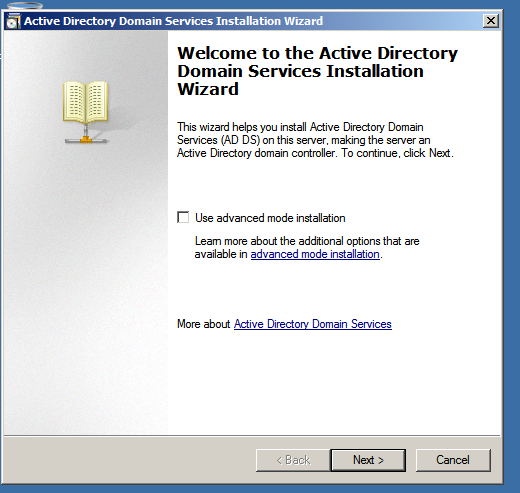 Active Directory Domain Services Installation Wizard
Welcome to the Active Directory
Domain Services Installation
Wizard
This wizard helps you install Active Directory Domain
Services (AD DS) on this server, making the server an
Active Directory domain controller. To continue, click Next.
Use advanced mode installation
Learn more about the additional options that are
available in advanced mode installation.
More about Active Directory Domain Services
< Back
Next >
Cancel